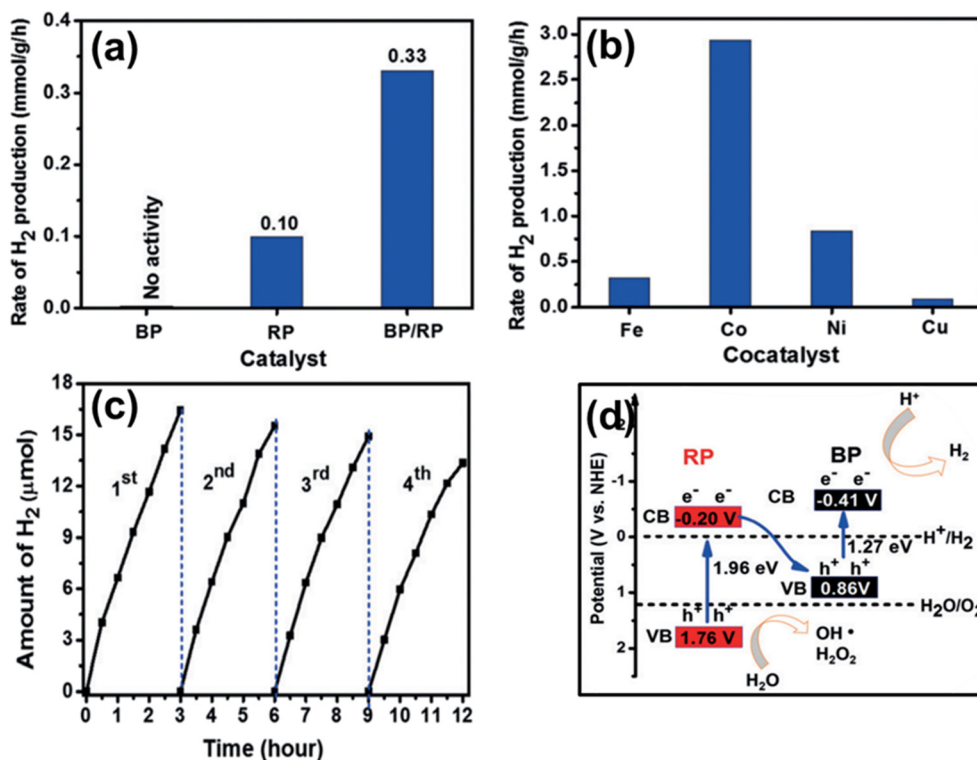 (a)
Rate of H2 production (mmol/g/h)
0.4
0.3
0.2
0.1
0.0
No activity
0.10
0.33
BP
RP
BP/RP
Catalyst
(b)
Rate of H2 production (mmol/g/h)
3.0
2.5
2.0
1.5
1.0
0.5
0.0
Fe
Co
Ni
Cu
Cocatalyst
(c)
Amount of H2 (μmol)
18
15
12
9
6
3
0
1st
2nd
3rd
4th
0 1 2 3 4 5 6 7 8 9 10 11 12
Time (hour)
(d)
Potential (V vs. NHE)
-1
0
1
2
H+
H2
RP
BP
e- e-
e- e-
CB
-0.41 V
CB
-0.20 V
H+/H2
1.96 eV
1.27 eV
h+ h+
VB
0.86V
H2O/O2
h+ h+
VB
1.76 V
OH •
H2O2
H2O